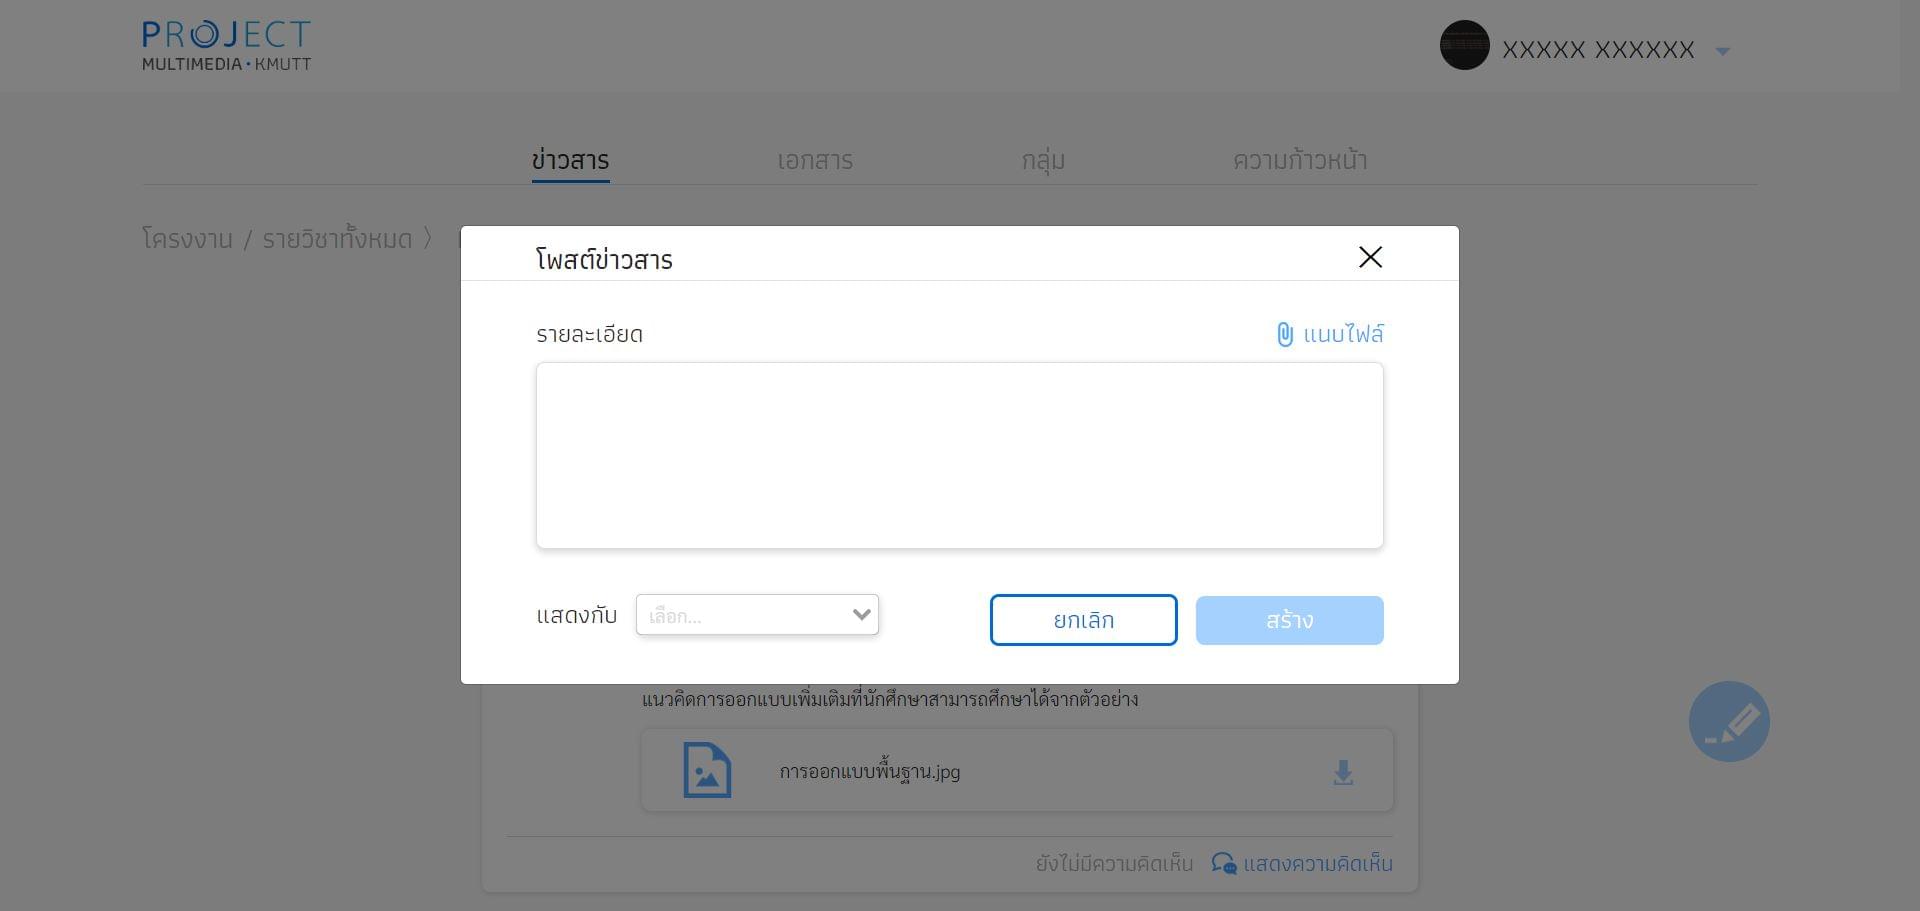 PROJECT
MULTIMEDIA • KMUTT
XXXXX XXXXXX
ข่าวสาร เอกสาร กลุ่ม ความก้าวหน้า
โครงงาน / รายวิชาทั้งหมด 〉
โพสต์ข่าวสาร
รายละเอียด
แนบไฟล์
แสดงกับ
เลือก...
ยกเลิก
สร้าง
แนวคิดการออกแบบเพิ่มเติมที่นักศึกษาสามารถศึกษาได้จากตัวอย่าง
การออกแบบพื้นฐาน.jpg
ยังไม่มีความคิดเห็น แสดงความคิดเห็น